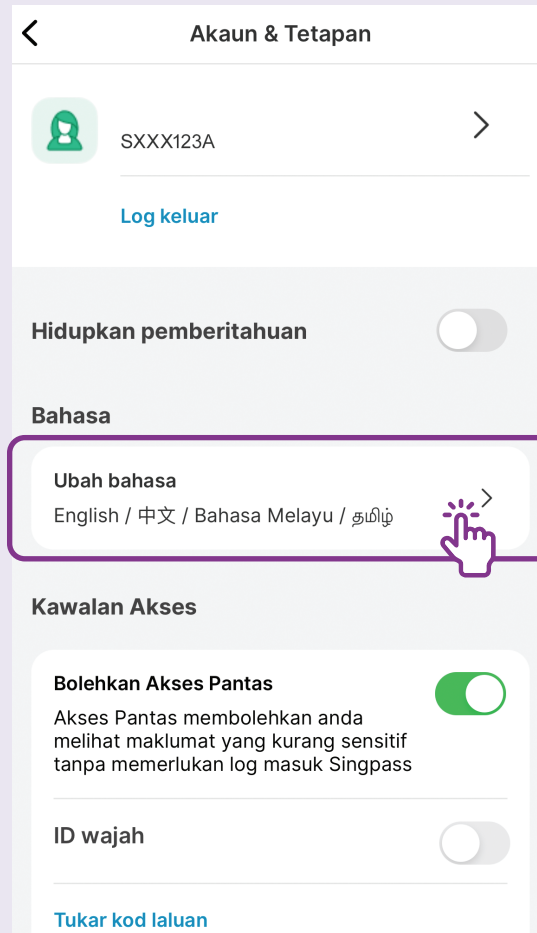 Akaun & Tetapan
SXXX123A
Log keluar
Hidupkan pemberitahuan
Bahasa
Ubah bahasa
English / 中文 / Bahasa Melayu / தமிழ்
Kawalan Akses
Bolehkan Akses Pantas
Akses Pantas membolehkan anda
melihat maklumat yang kurang sensitif
tanpa memerlukan log masuk Singpass
ID wajah
Tukar kod laluan